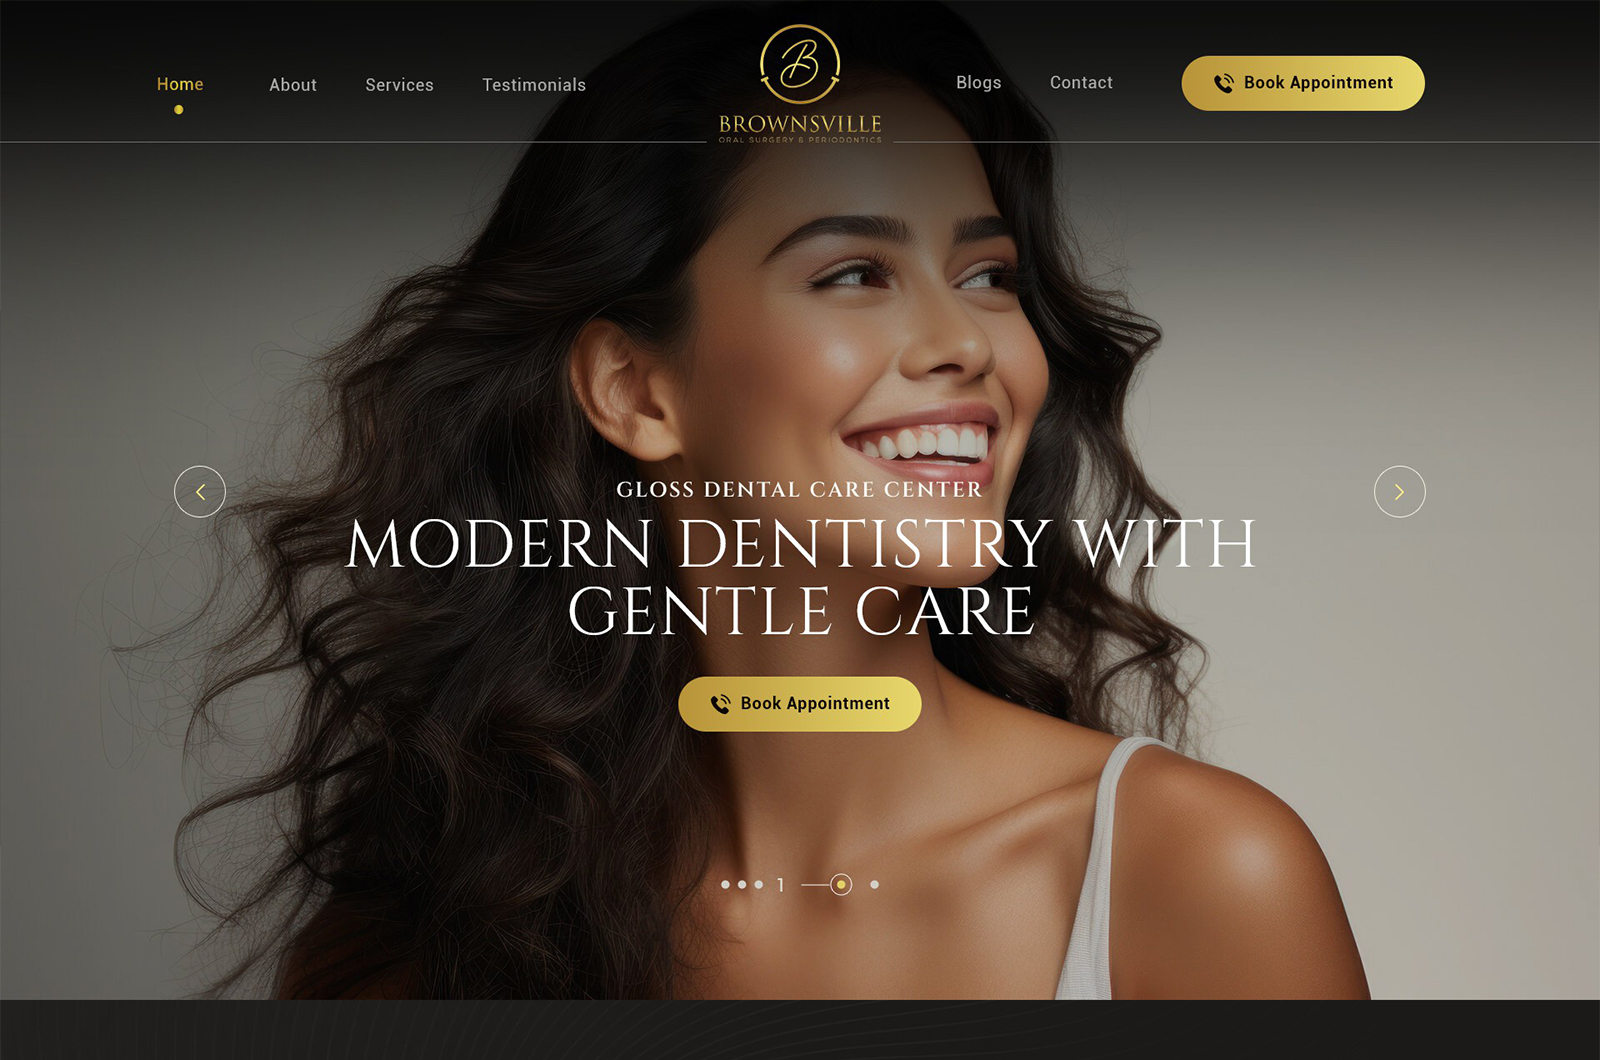 Home
About
Services
Testimonials
B
BROWNSVILLE
ORAL SURGERY & PERIODONTICS
Blogs
Contact
Book Appointment
GLOSS DENTAL CARE CENTER
MODERN DENTISTRY WITH
GENTLE CARE
Book Appointment
1